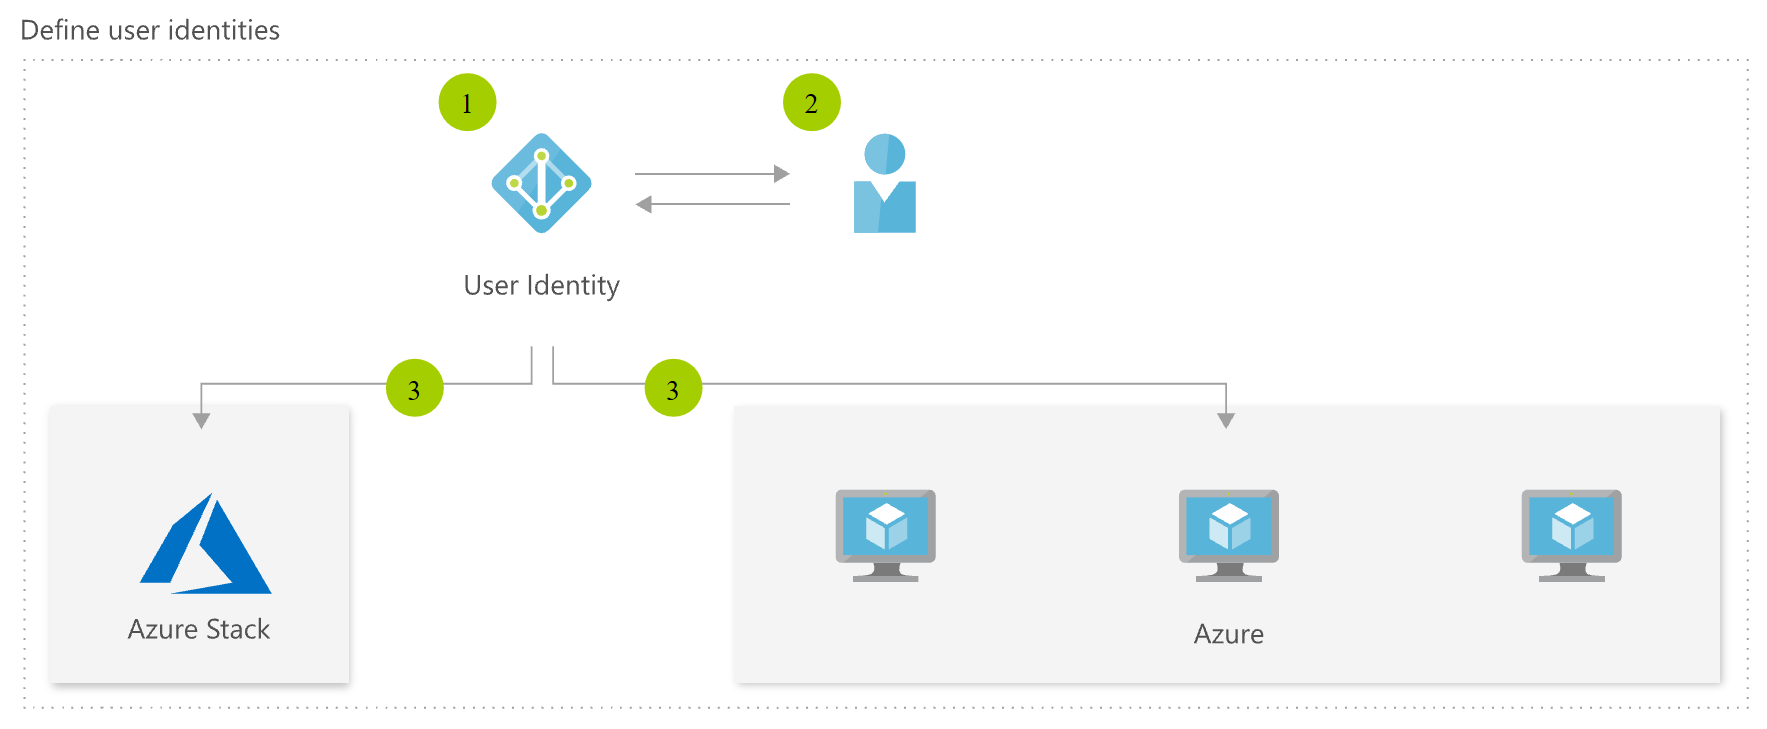 Define user identities
1
2
User Identity
3
3
Azure Stack
Azure